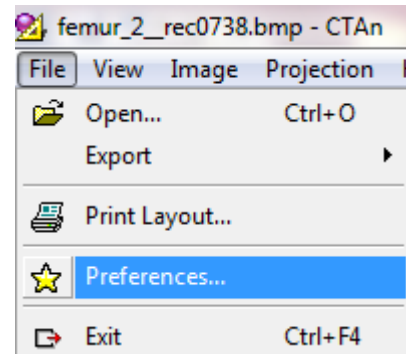 femur_2__rec0738.bmp - CTAn
File View Image Projection
Open... Ctrl+O
Export
Print Layout...
Preferences...
Exit Ctrl+F4